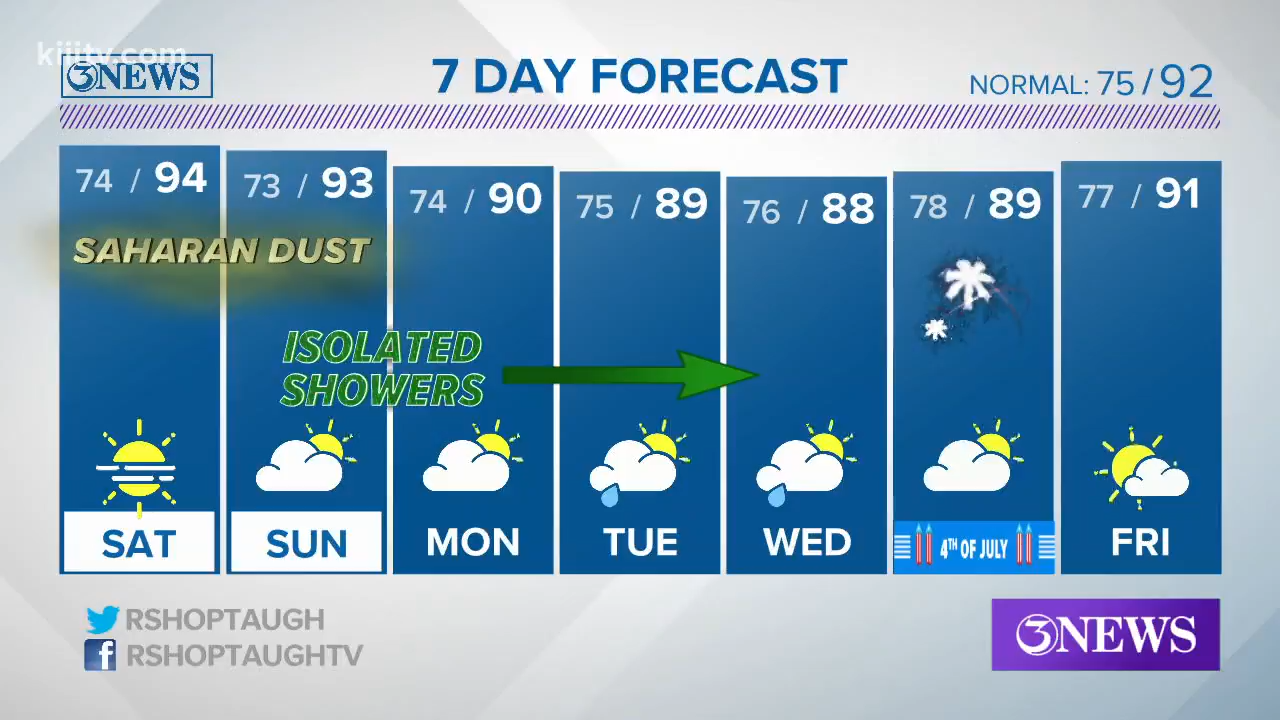 kiiitv.com
3NEWS
7 DAY FORECAST
NORMAL: 75 / 92
74 / 94
73 / 93
74 / 90
75 / 89
76 / 88
78 / 89
77 / 91
SAHARAN DUST
ISOLATED
SHOWERS
SAT
SUN
MON
TUE
WED
4TH OF JULY
FRI
RSHOPTAUGH
f RSHOPTAUGHTV
3NEWS